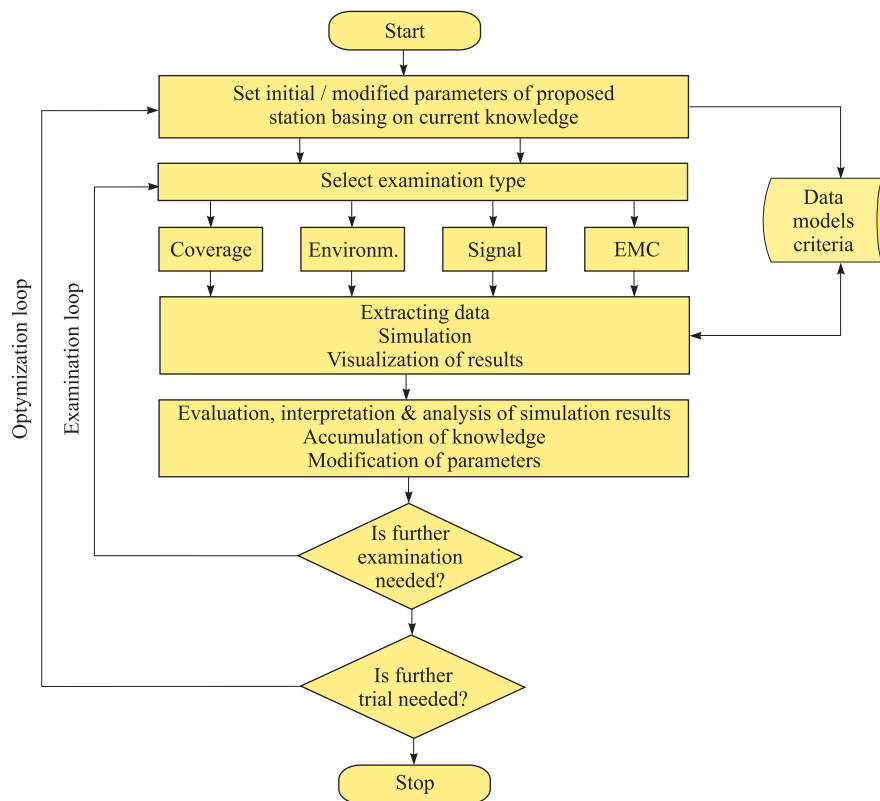 Start
Set initial / modified parameters of proposed
station basing on current knowledge
Select examination type
Coverage
Environm.
Signal
EMC
Data
models
criteria
Extracting data
Simulation
Visualization of results
Evaluation, interpretation & analysis of simulation results
Accumulation of knowledge
Modification of parameters
Is further
examination
needed?
Is further
trial needed?
Stop
Optymization loop
Examination loop